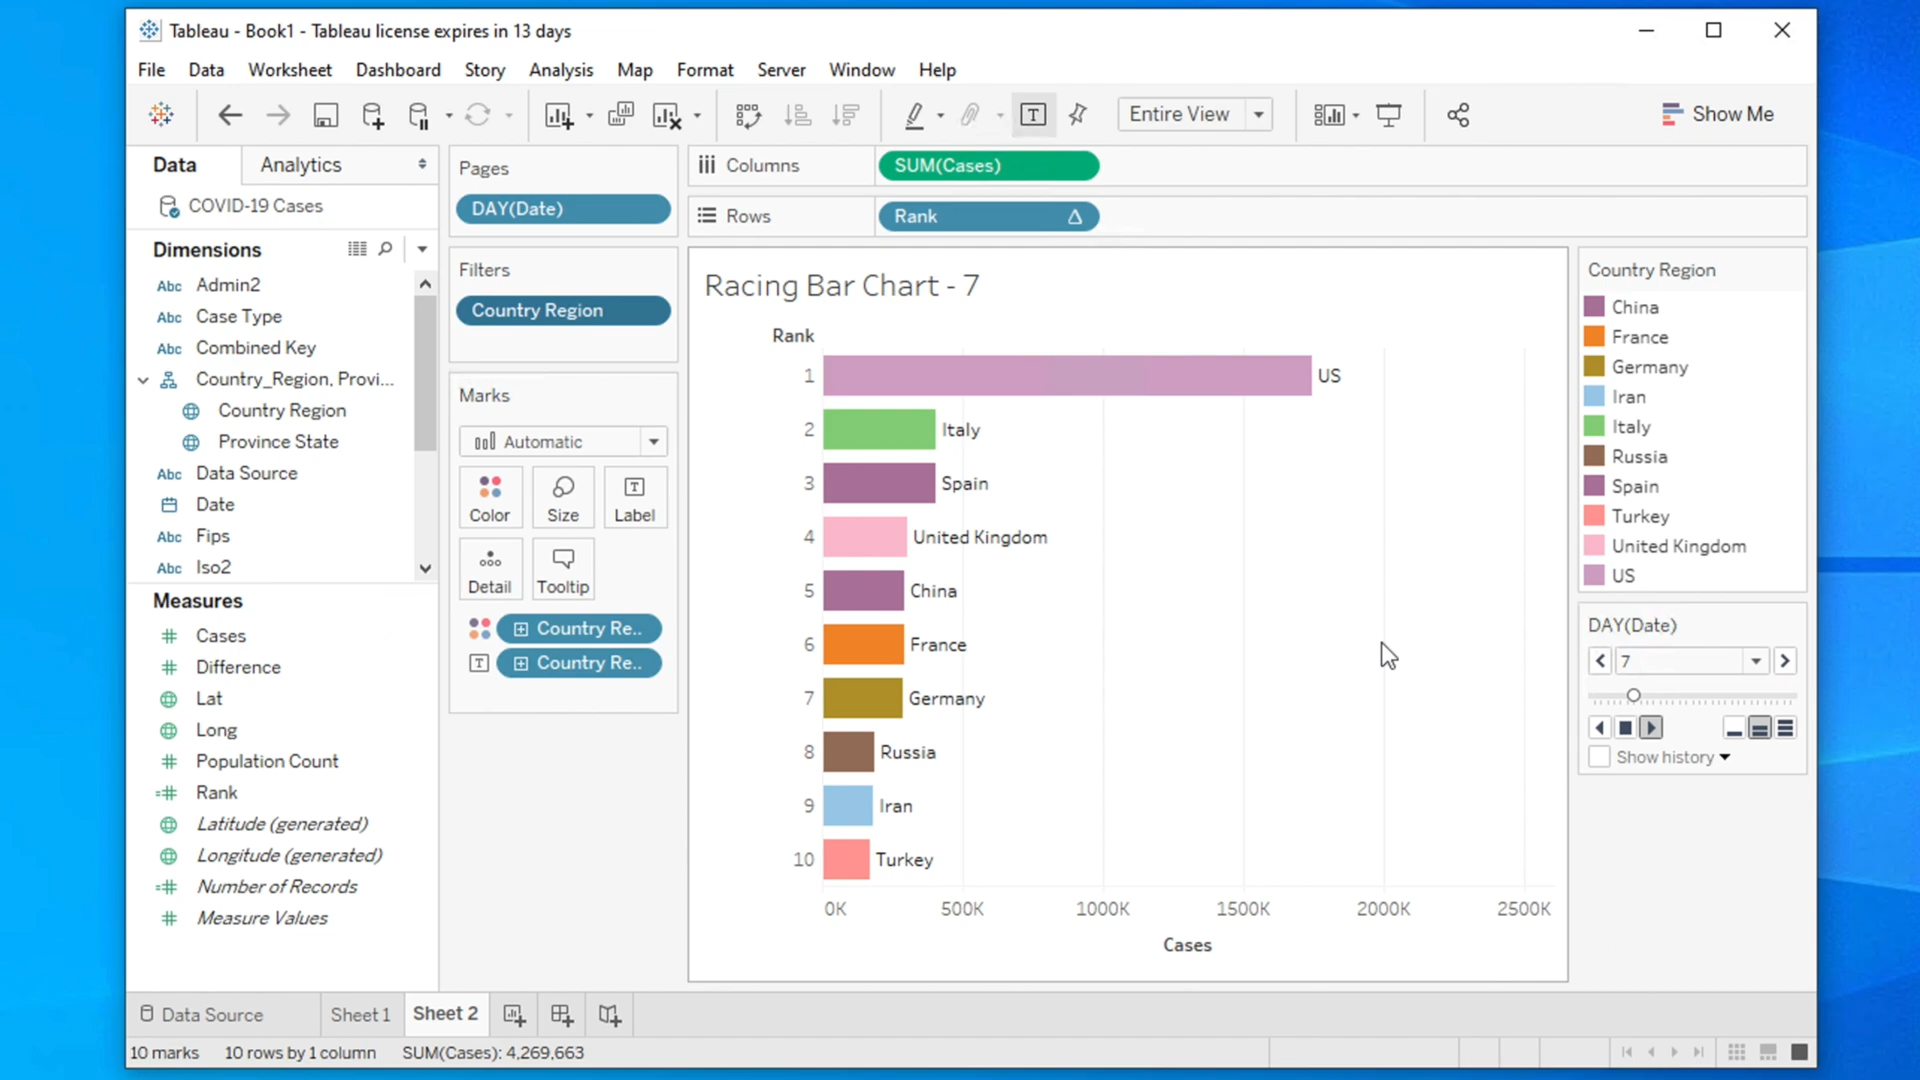 Tableau - Book1 - Tableau license expires in 13 days
File Data Worksheet Dashboard Story Analysis Map Format Server Window Help
Entire View
Show Me
Data
Analytics
COVID-19 Cases
Dimensions
Abc Admin2
Abc Case Type
Abc Combined Key
Country_Region, Provi...
Country Region
Province State
Abc Data Source
Date
Abc Fips
Abc Iso2
Measures
Cases
Difference
Lat
Long
Population Count
Rank
Latitude (generated)
Longitude (generated)
Number of Records
Measure Values
Pages
DAY(Date)
Filters
Country Region
Marks
Automatic
Color Size Label
Detail Tooltip
Country Re..
Country Re..
Columns SUM(Cases)
Rows Rank
Racing Bar Chart - 7
Rank
1 US
2 Italy
3 Spain
4 United Kingdom
5 China
6 France
7 Germany
8 Russia
9 Iran
10 Turkey
0K 500K 1000K 1500K 2000K 2500K
Cases
Country Region
China
France
Germany
Iran
Italy
Russia
Spain
Turkey
United Kingdom
US
DAY(Date)
7
Show history
Data Source Sheet 1 Sheet 2
10 marks 10 rows by 1 column SUM(Cases): 4,269,663